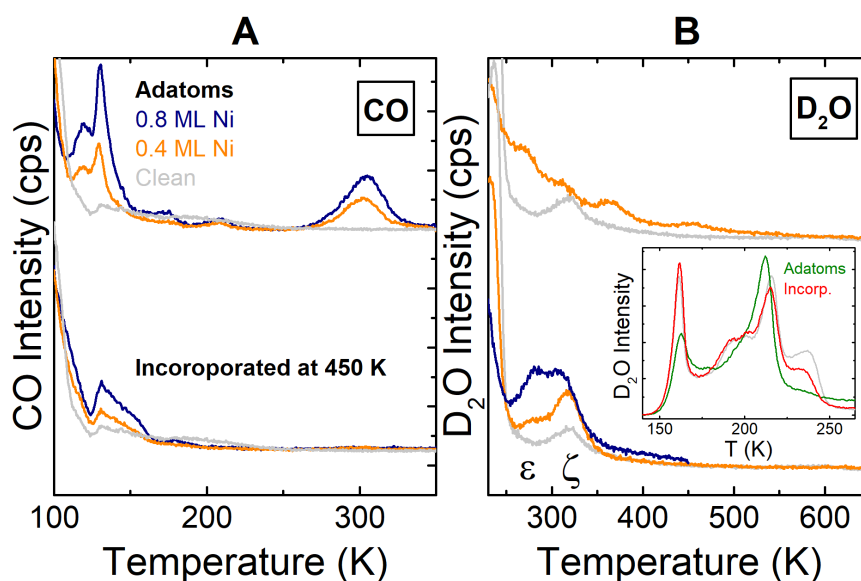 A
CO Intensity (cps)
Adatoms
0.8 ML Ni
0.4 ML Ni
Clean
CO
Incoroporated at 450 K
100
200
300
Temperature (K)
B
D₂O Intensity (cps)
D₂O
D₂O Intensity
Adatoms
Incorp.
150
200
250
T (K)
ε
ζ
300
400
500
600
Temperature (K)